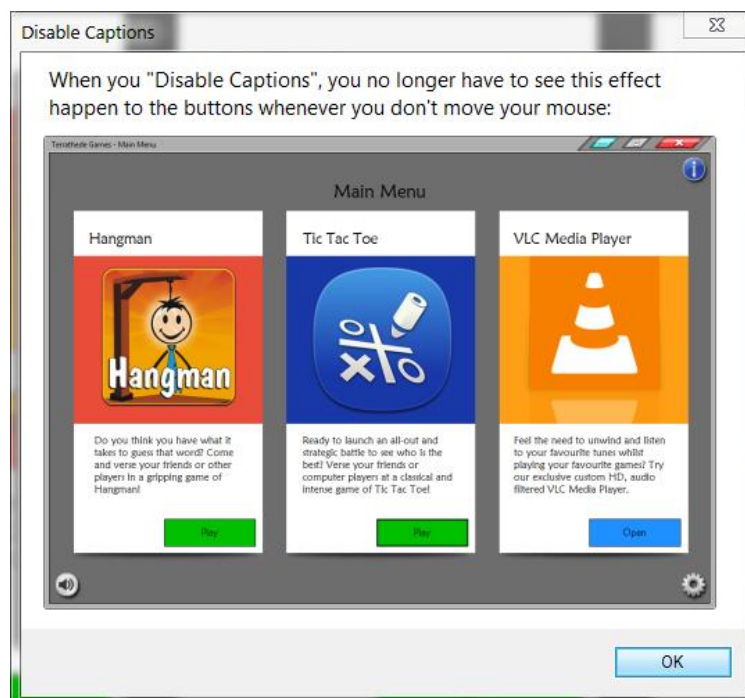 Disable Captions
When you "Disable Captions", you no longer have to see this effect
happen to the buttons whenever you don't move your mouse:
Terrathede Games - Main Menu
Main Menu
Hangman
Hangman
Do you think you have what it
takes to guess that word? Come
and verse your friends or other
players in a gripping game of
Hangman!
Play
Tic Tac Toe
Ready to launch an all-out and
strategic battle to see who is the
best? Verse your friends or
computer players at a classical and
intense game of Tic Tac Toe!
Play
VLC Media Player
Feel the need to unwind and listen
to your favourite tunes whilst
playing your favourite games? Try
our exclusive custom HD, audio
filtered VLC Media Player.
Open
OK